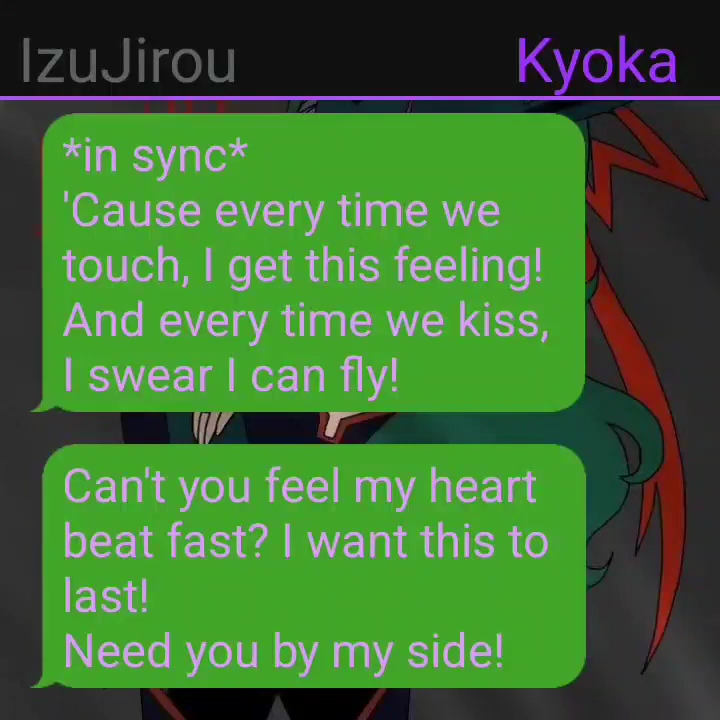 IzuJirou Kyoka
*in sync*
'Cause every time we
touch, I get this feeling!
And every time we kiss,
I swear I can fly!
Can't you feel my heart
beat fast? I want this to
last!
Need you by my side!